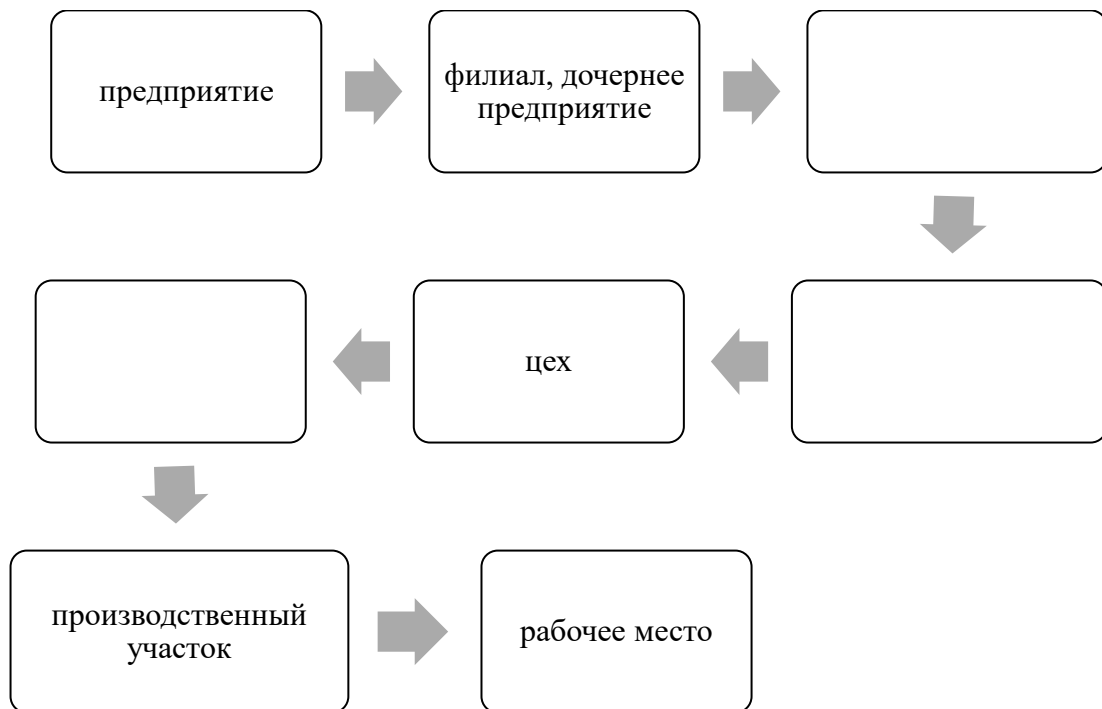 предприятие
филиал, дочернее
предприятие
цех
производственный
участок
рабочее место